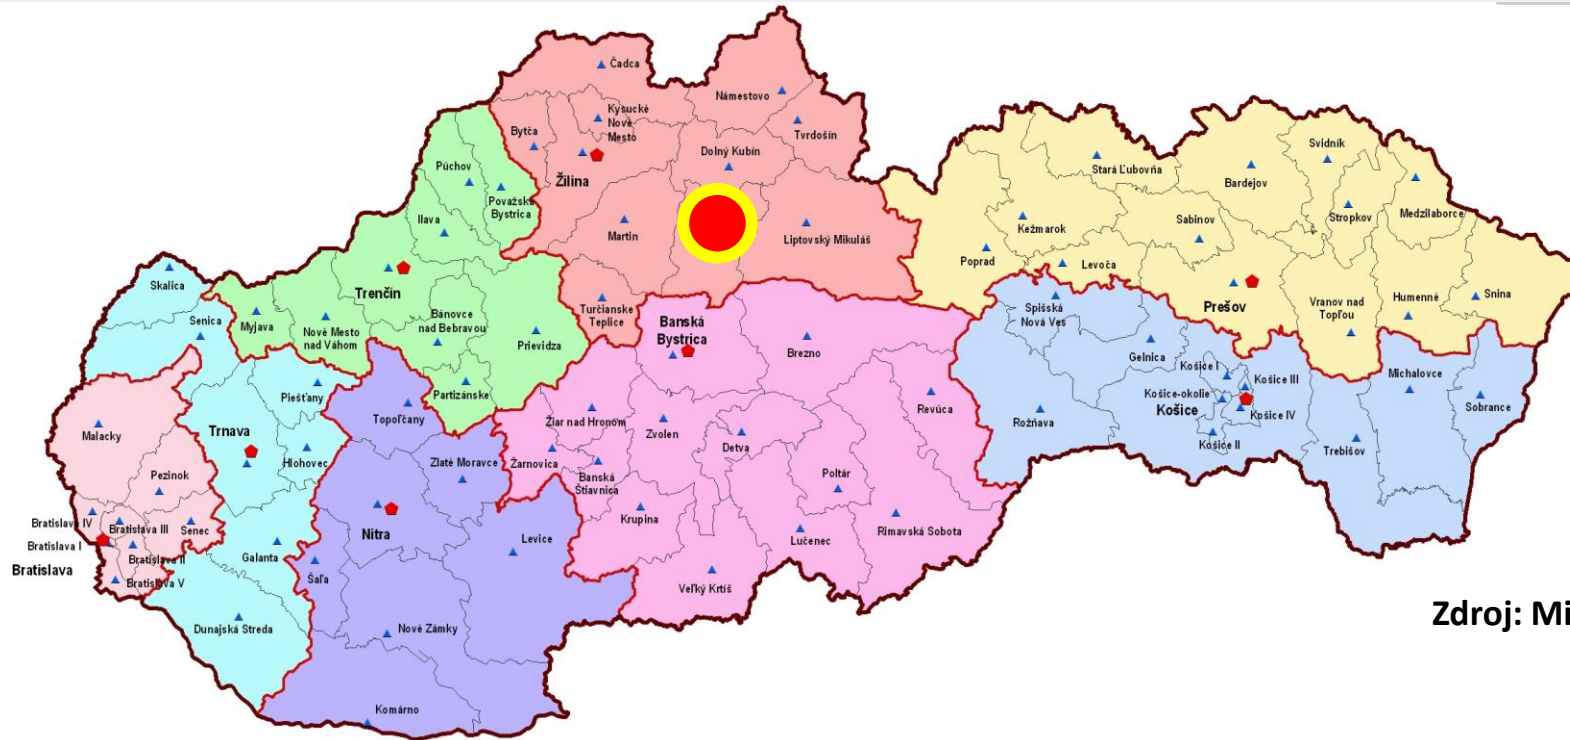 Čadca
Námestovo
Kysucké
Nové
Mesto
Bytča
Tvrdošín
Dolný Kubín
Žilina
Martin
Liptovský Mikuláš
Turčianske
Teplice
Púchov
Považská
Bystrica
Ilava
Trenčín
Bánovce
nad Bebravou
Myjava
Nové Mesto
nad Váhom
Prievidza
Partizánske
Stará Ľubovňa
Bardejov
Svidník
Stropkov
Medzilaborce
Sabinov
Kežmarok
Poprad
Levoča
Prešov
Vranov nad
Topľou
Humenné
Snina
Skalica
Senica
Piešťany
Trnava
Hlohovec
Galanta
Dunajská Streda
Malacky
Pezinok
Senec
Bratislava IV
Bratislava III
Bratislava I
Bratislava II
Bratislava V
Bratislava
Topoľčany
Zlaté Moravce
Nitra
Levice
Šaľa
Nové Zámky
Komárno
Banská
Bystrica
Brezno
Žiar nad Hronom
Zvolen
Detva
Revúca
Žarnovica
Banská
Štiavnica
Poltár
Krupina
Lučenec
Rimavská Sobota
Veľký Krtíš
Spišská
Nová Ves
Gelnica
Košice I
Košice III
Košice-okolie
Košice
Košice IV
Košice II
Rožňava
Michalovce
Sobrance
Trebišov
Zdroj: Mi